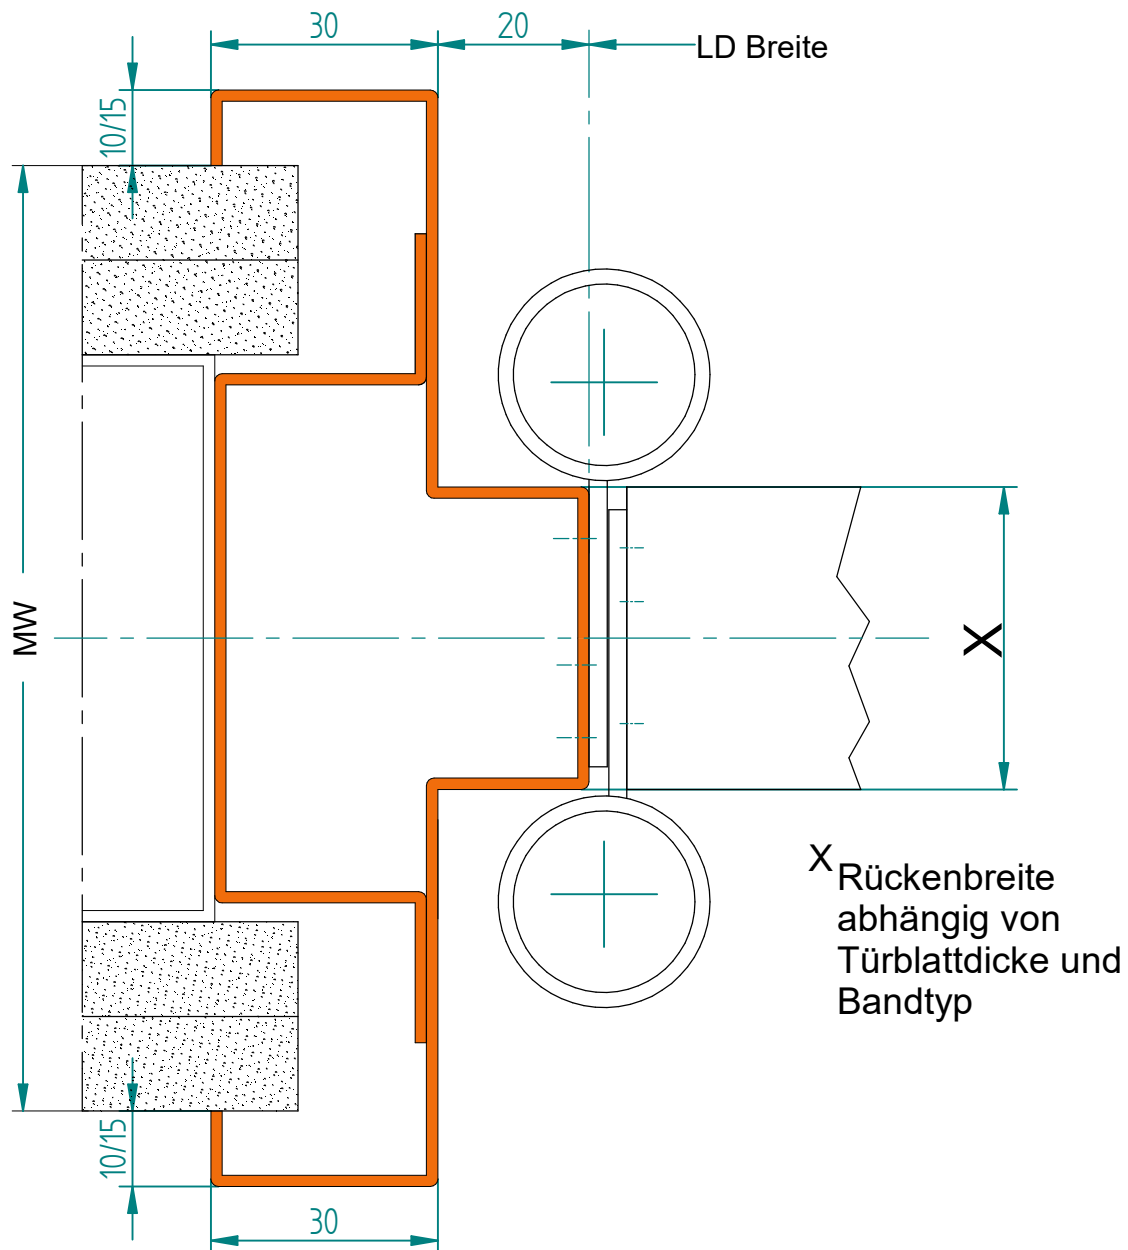 30
20
LD Breite
10/15
MW
X
X
Rückenbreite
abhängig von
Türblattdicke und
Bandtyp
10/15
30